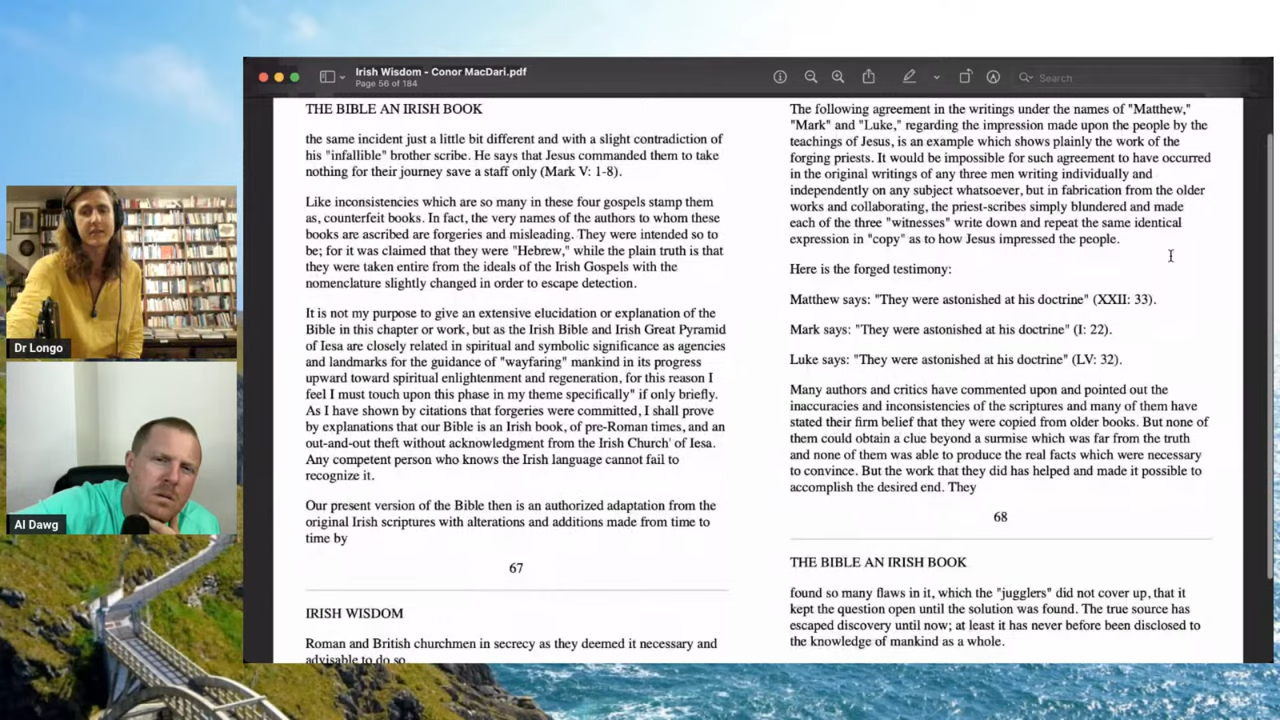 Irish Wisdom - Conor MacDari.pdf
Page 56 of 184
Search
THE BIBLE AN IRISH BOOK
the same incident just a little bit different and with a slight contradiction of
his "infallible" brother scribe. He says that Jesus commanded them to take
nothing for their journey save a staff only (Mark V: 1-8).
Like inconsistencies which are so many in these four gospels stamp them
as, counterfeit books. In fact, the very names of the authors to whom these
books are ascribed are forgeries and misleading. They were intended so to
be; for it was claimed that they were "Hebrew," while the plain truth is that
they were taken entire from the ideals of the Irish Gospels with the
nomenclature slightly changed in order to escape detection.
It is not my purpose to give an extensive elucidation or explanation of the
Bible in this chapter or work, but as the Irish Bible and Irish Great Pyramid
of Iesa are closely related in spiritual and symbolic significance as agencies
and landmarks for the guidance of "wayfaring" mankind in its progress
upward toward spiritual enlightenment and regeneration, for this reason I
feel I must touch upon this phase in my theme specifically" if only briefly.
As I have shown by citations that forgeries were committed, I shall prove
by explanations that our Bible is an Irish book, of pre-Roman times, and an
out-and-out theft without acknowledgment from the Irish Church' of Iesa.
Any competent person who knows the Irish language cannot fail to
recognize it.
Our present version of the Bible then is an authorized adaptation from the
original Irish scriptures with alterations and additions made from time to
time by
67
IRISH WISDOM
Roman and British churchmen in secrecy as they deemed it necessary and
advisable to do so
The following agreement in the writings under the names of "Matthew,"
"Mark" and "Luke," regarding the impression made upon the people by the
teachings of Jesus, is an example which shows plainly the work of the
forging priests. It would be impossible for such agreement to have occurred
in the original writings of any three men writing individually and
independently on any subject whatsoever, but in fabrication from the older
works and collaborating, the priest-scribes simply blundered and made
each of the three "witnesses" write down and repeat the same identical
expression in "copy" as to how Jesus impressed the people.
Here is the forged testimony:
Matthew says: "They were astonished at his doctrine" (XXII: 33).
Mark says: "They were astonished at his doctrine" (I: 22).
Luke says: "They were astonished at his doctrine" (LV: 32).
Many authors and critics have commented upon and pointed out the
inaccuracies and inconsistencies of the scriptures and many of them have
stated their firm belief that they were copied from older books. But none of
them could obtain a clue beyond a surmise which was far from the truth
and none of them was able to produce the real facts which were necessary
to convince. But the work that they did has helped and made it possible to
accomplish the desired end. They
68
THE BIBLE AN IRISH BOOK
found so many flaws in it, which the "jugglers" did not cover up, that it
kept the question open until the solution was found. The true source has
escaped discovery until now; at least it has never before been disclosed to
the knowledge of mankind as a whole.
Dr Longo
Al Dawg